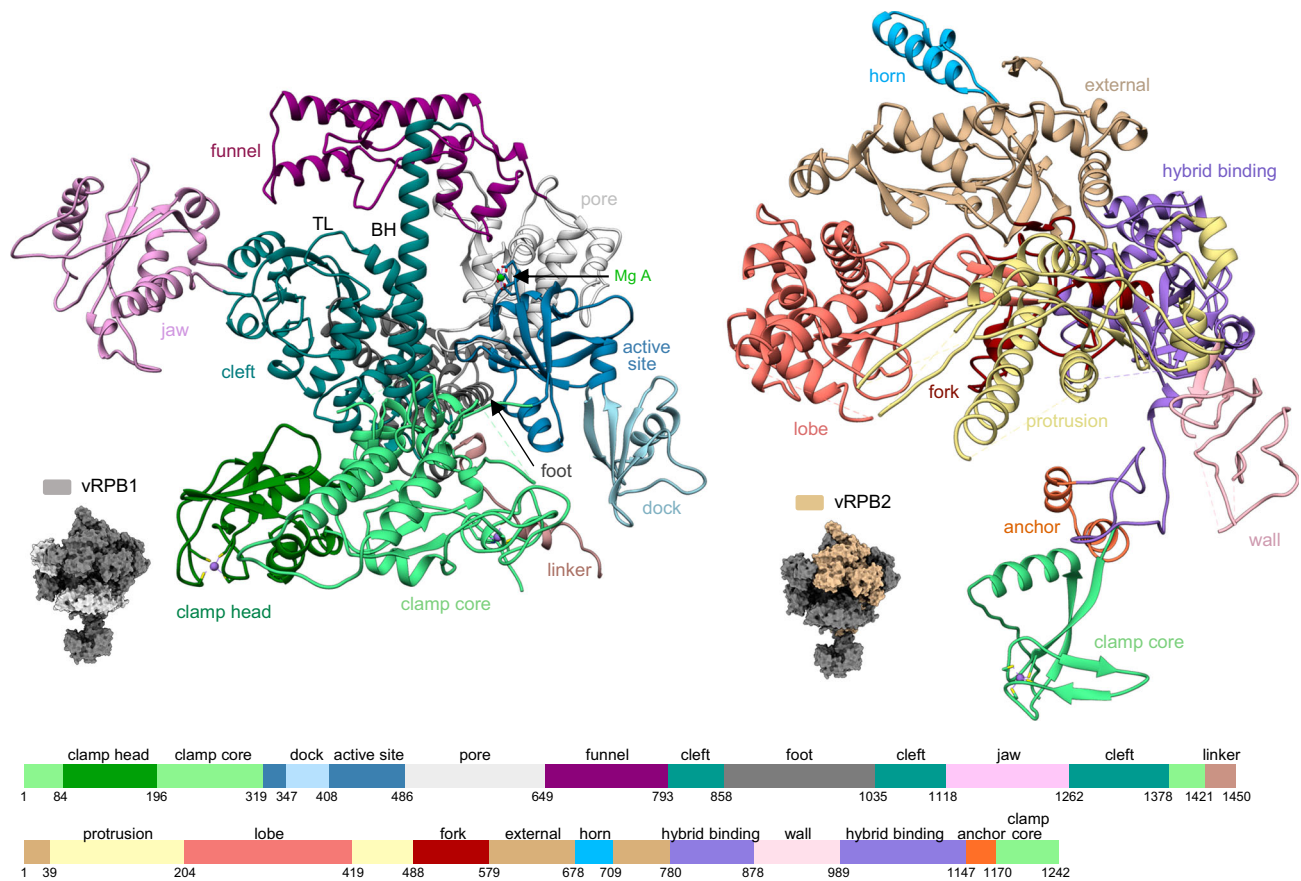 horn
external
funnel
hybrid binding
pore
TL
BH
Mg A
jaw
active
site
cleft
fork
lobe
protrusion
foot
vRPB1
dock
vRPB2
anchor
wall
linker
clamp head
clamp core
clamp core
clamp head clamp core dock active site pore funnel cleft foot cleft jaw cleft linker
1 84 196 319 347 408 486 649 793 858 1035 1118 1262 1378 1421 1450
clamp
protrusion lobe fork external horn hybrid binding wall hybrid binding anchor core
1 39 204 419 488 579 678 709 780 878 989 1147 1170 1242